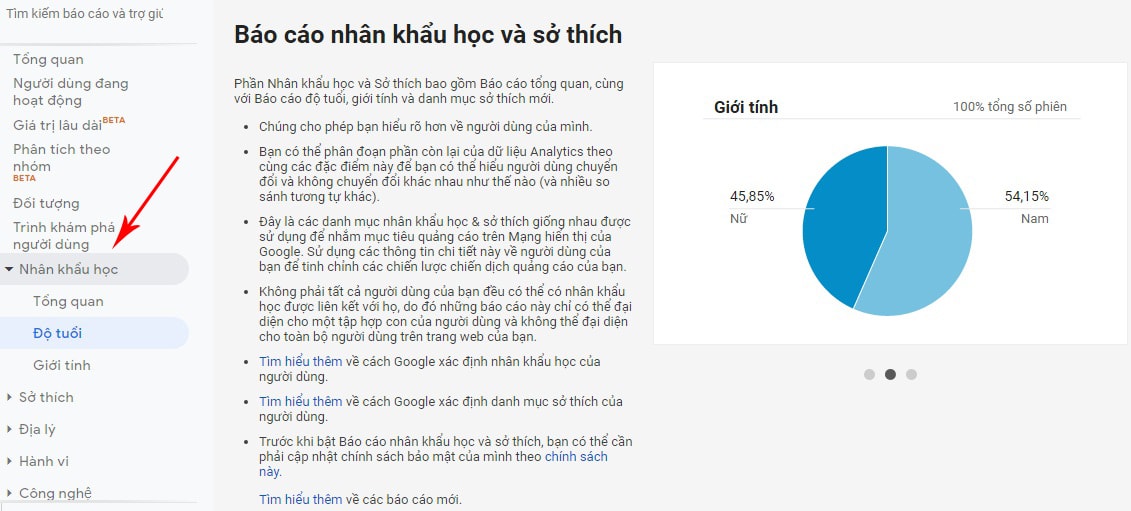 Tìm kiếm báo cáo và trợ giú
Tổng quan
Người dùng đang
hoạt động
Giá trị lâu dài BETA
Phân tích theo
nhóm
BETA
Đối tượng
Trình khám phá
người dùng
Nhân khẩu học
Tổng quan
Độ tuổi
Giới tính
Sở thích
Địa lý
Hành vi
Công nghệ
Báo cáo nhân khẩu học và sở thích
Phần Nhân khẩu học và Sở thích bao gồm Báo cáo tổng quan, cùng
với Báo cáo độ tuổi, giới tính và danh mục sở thích mới.
• Chúng cho phép bạn hiểu rõ hơn về người dùng của mình.
• Bạn có thể phân đoạn phần còn lại của dữ liệu Analytics theo
cùng các đặc điểm này để bạn có thể hiểu người dùng chuyển
đổi và không chuyển đổi khác nhau như thế nào (và nhiều so
sánh tương tự khác).
• Đây là các danh mục nhân khẩu học & sở thích giống nhau được
sử dụng để nhắm mục tiêu quảng cáo trên Mạng hiển thị của
Google. Sử dụng các thông tin chi tiết này về người dùng của
bạn để tinh chỉnh các chiến lược chiến dịch quảng cáo của bạn.
• Không phải tất cả người dùng của bạn đều có thể có nhân khẩu
học được liên kết với họ, do đó những báo cáo này chỉ có thể đại
diện cho một tập hợp con của người dùng và không thể đại diện
cho toàn bộ người dùng trên trang web của bạn.
• Tìm hiểu thêm về cách Google xác định nhân khẩu học của
người dùng.
• Tìm hiểu thêm về cách Google xác định danh mục sở thích của
người dùng.
• Trước khi bật Báo cáo nhân khẩu học và sở thích, bạn có thể cần
phải cập nhật chính sách bảo mật của mình theo chính sách
này.
Tìm hiểu thêm về các báo cáo mới.
Giới tính
100% tổng số phiên
45,85%
Nữ
54,15%
Nam